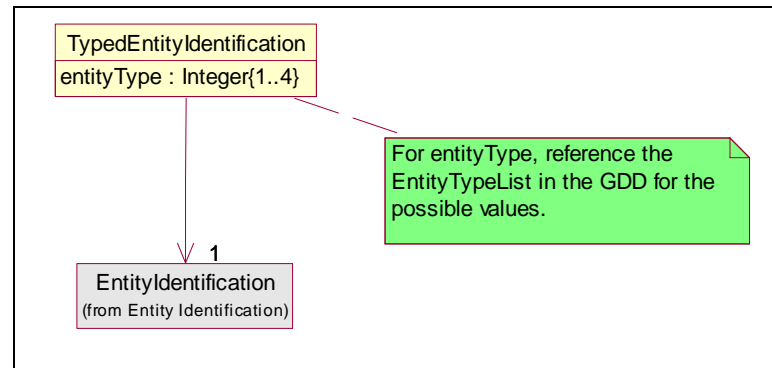 TypedEntityIdentification
entityType : Integer{1..4}
For entityType, reference the
EntityTypeList in the GDD for the
possible values.
1
EntityIdentification
(from Entity Identification)